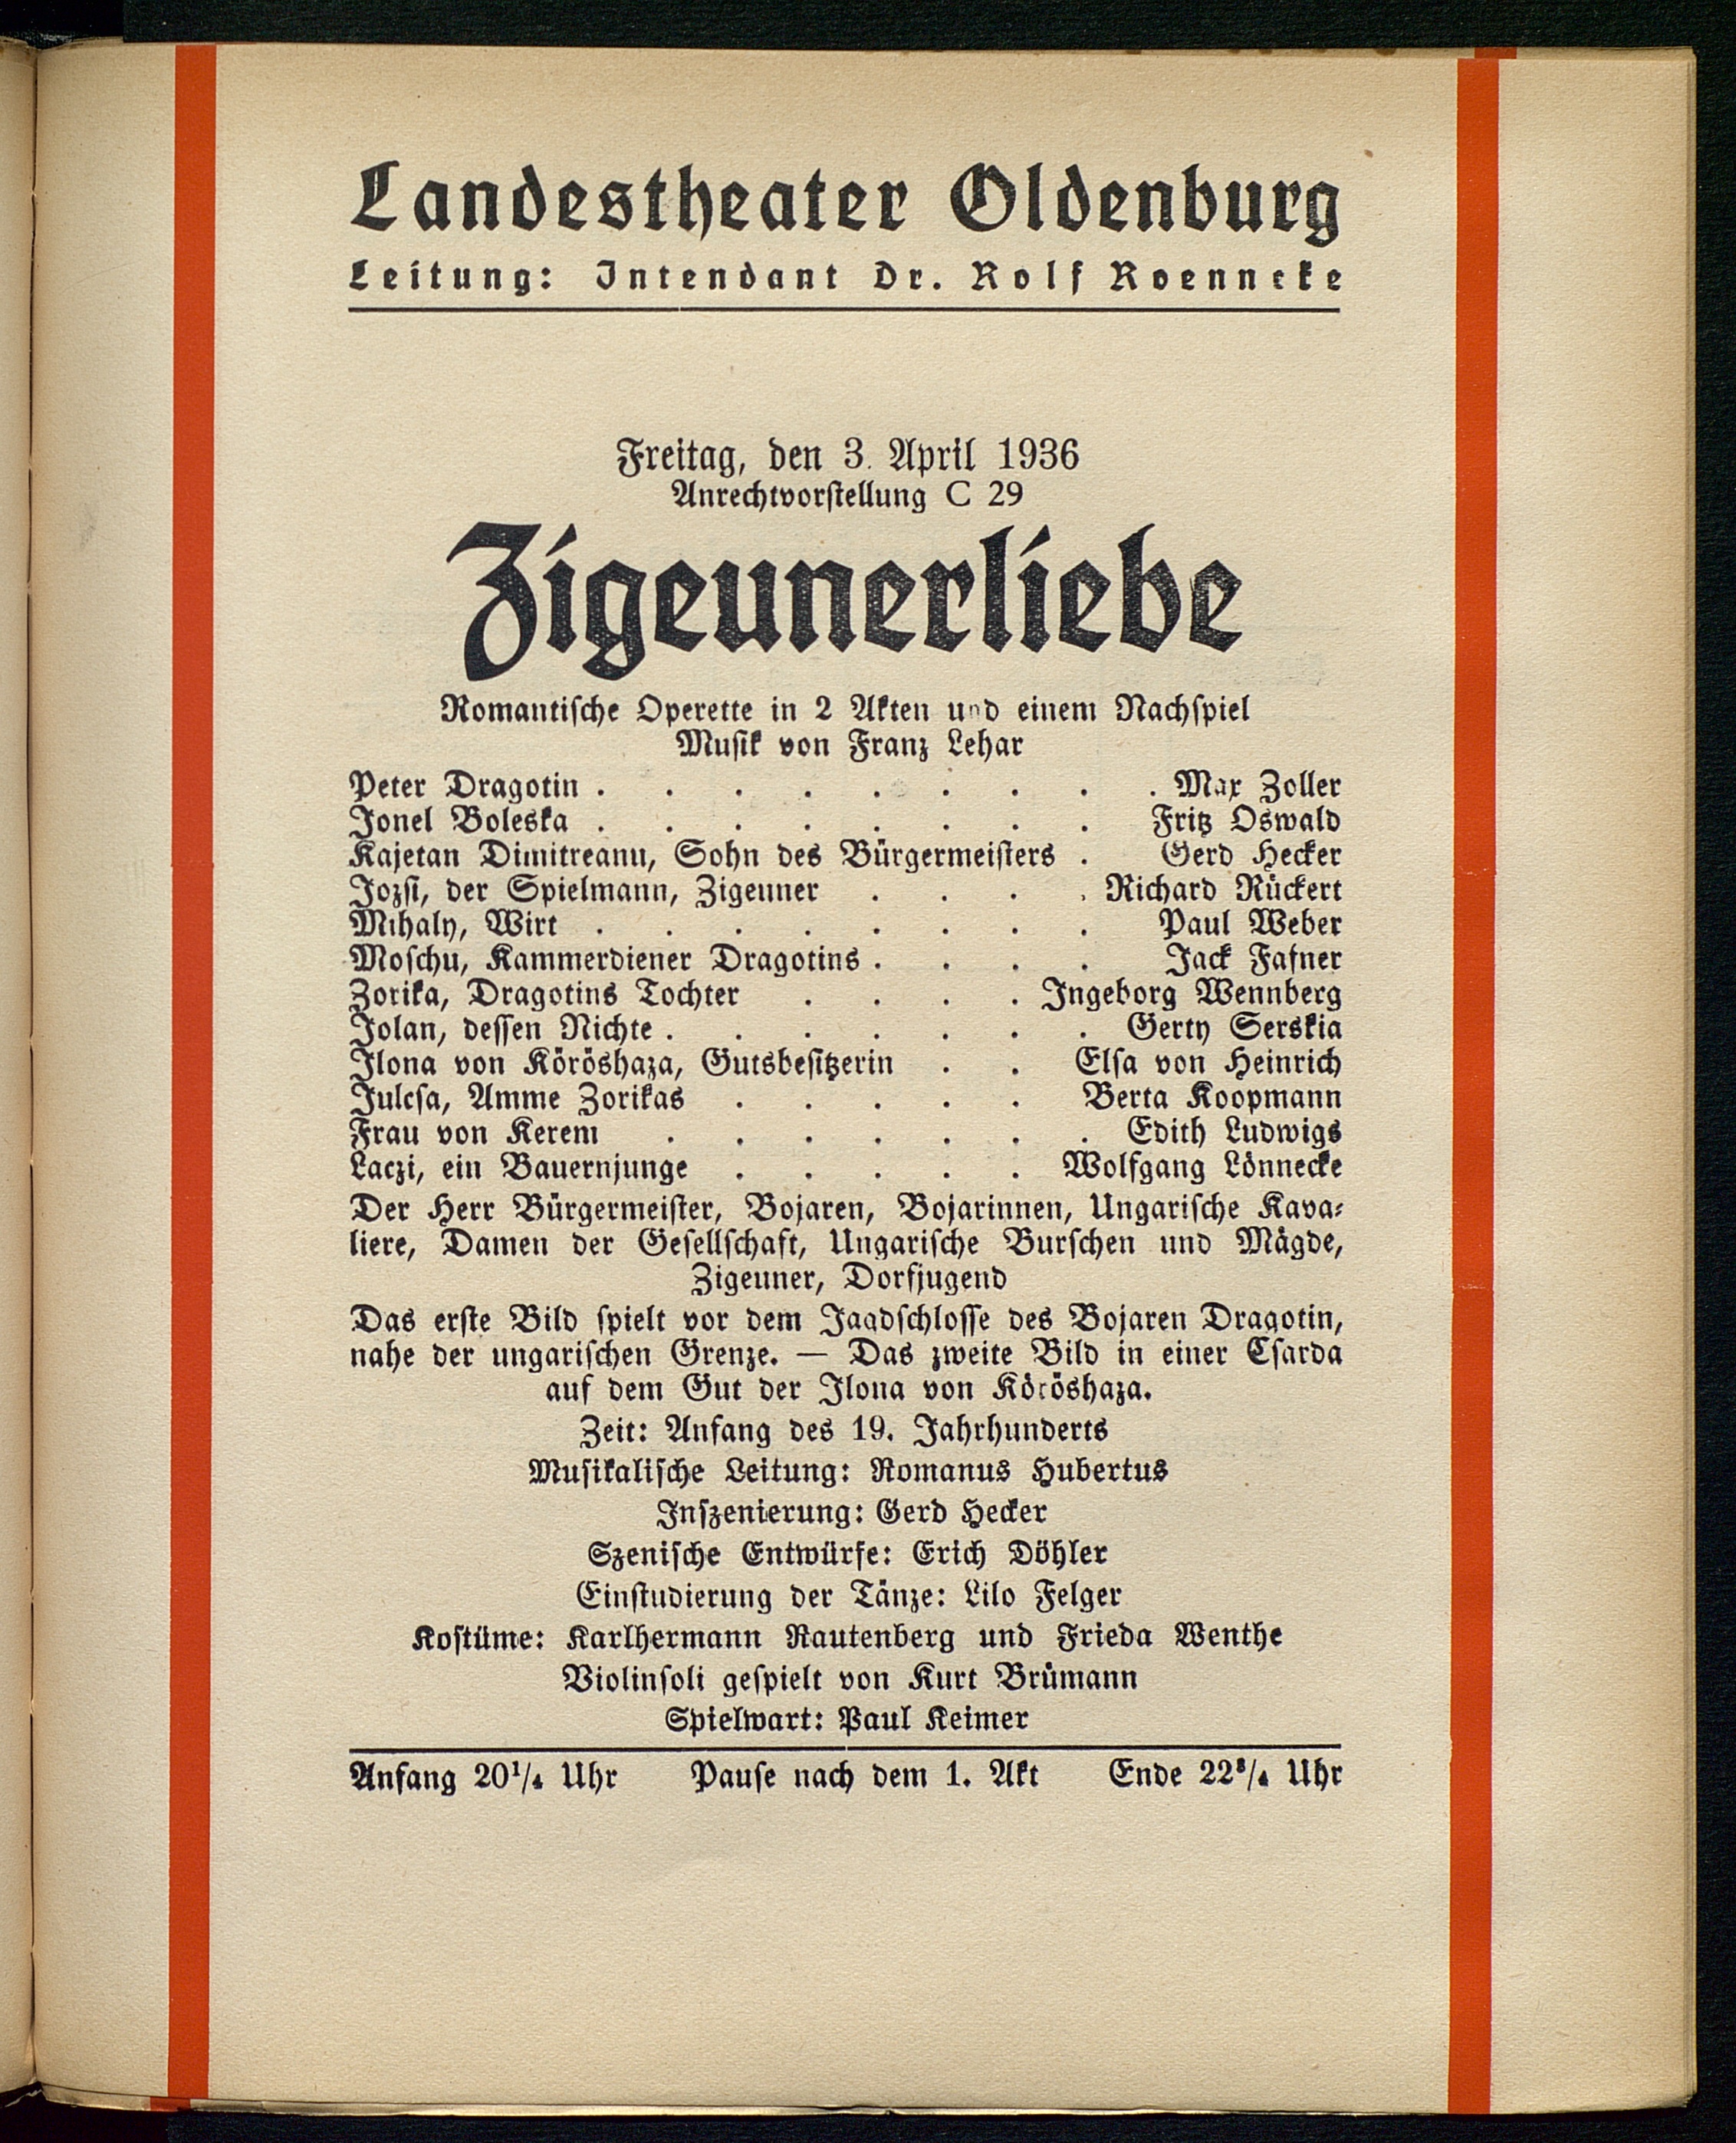 Landestheater Oldenburg
Leitung: Intendant Dr. Rolf Roennecke
Freitag, den 3. April 1936
Anrechtvorstellung C 29
Zigeunerliebe
Romantische Operette in 2 Akten und einem Nachspiel
Musik von Franz Lehar
Peter Dragotin . . . . . . . . . Max Zoller
Jonel Boleska . . . . . . . . Fritz Oswald
Kajetan Dimitreanu, Sohn des Bürgermeisters . Gerd Hecker
Jozsi, der Spielmann, Zigeuner . . . . Richard Rückert
Mihaly, Wirt . . . . . . . . Paul Weber
Moschu, Kammerdiener Dragotins . . . . Jack Fafner
Zorika, Dragotins Tochter . . . . Ingeborg Wennberg
Jolan, dessen Nichte . . . . . . . Gerty Serskia
Ilona von Köröshaza, Gutsbesitzerin . . Elsa von Heinrich
Julcsa, Amme Zorikas . . . . . Berta Koopmann
Frau von Kerem . . . . . . . Edith Ludwigs
Laczi, ein Bauernjunge . . . . . Wolfgang Lönnecke
Der Herr Bürgermeister, Bojaren, Bojarinnen, Ungarische Kava-
liere, Damen der Gesellschaft, Ungarische Burschen und Mägde,
Zigeuner, Dorfjugend
Das erste Bild spielt vor dem Jagdschlosse des Bojaren Dragotin,
nahe der ungarischen Grenze. — Das zweite Bild in einer Csarda
auf dem Gut der Ilona von Köröshaza.
Zeit: Anfang des 19. Jahrhunderts
Musikalische Leitung: Romanus Hubertus
Inszenierung: Gerd Hecker
Szenische Entwürfe: Erich Döhler
Einstudierung der Tänze: Lilo Felger
Kostüme: Karlhermann Rautenberg und Frieda Wenthe
Violinsoli gespielt von Kurt Brümann
Spielwart: Paul Keimer
Anfang 20¹/₄ Uhr Pause nach dem 1. Akt Ende 22³/₄ Uhr